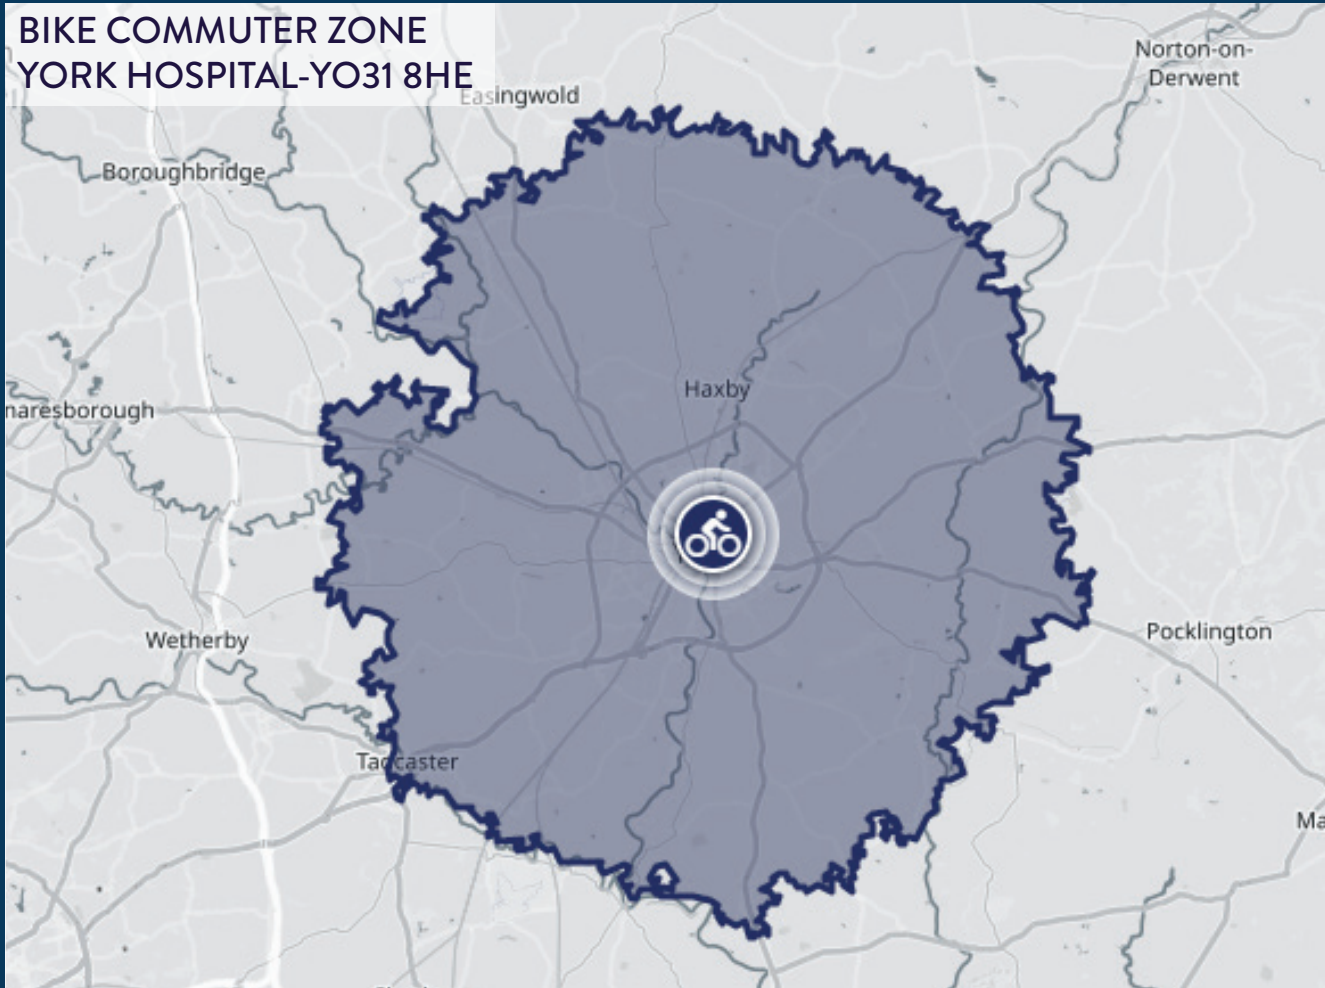 BIKE COMMUTER ZONE
YORK HOSPITAL-YO31 8HE
Norton-on-
Derwent
Easingwold
Boroughbridge
Haxby
naresborough
Wetherby
Pocklington
Tadcaster
Ma